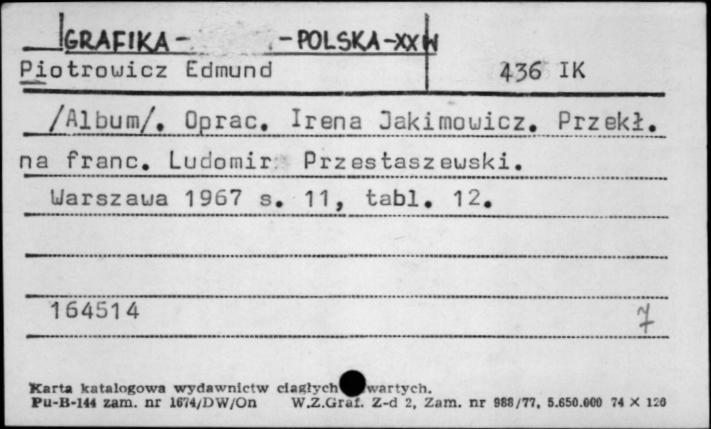 GRAFIKA - - POLSKA - XX W
Piotrowicz Edmund 436 IK
/Album/. Oprac. Irena Jakimowicz. Przekł.
na franc. Ludomir Przestaszewski.
Warszawa 1967 s. 11, tabl. 12.
164514 7
Karta katalogowa wydawnictw ciągłych wartych.
Pu-B-144 zam. nr 1674/DW/On W.Z.Graf. Z-d 2, Zam. nr 988/77, 5.650.000 74 X 120